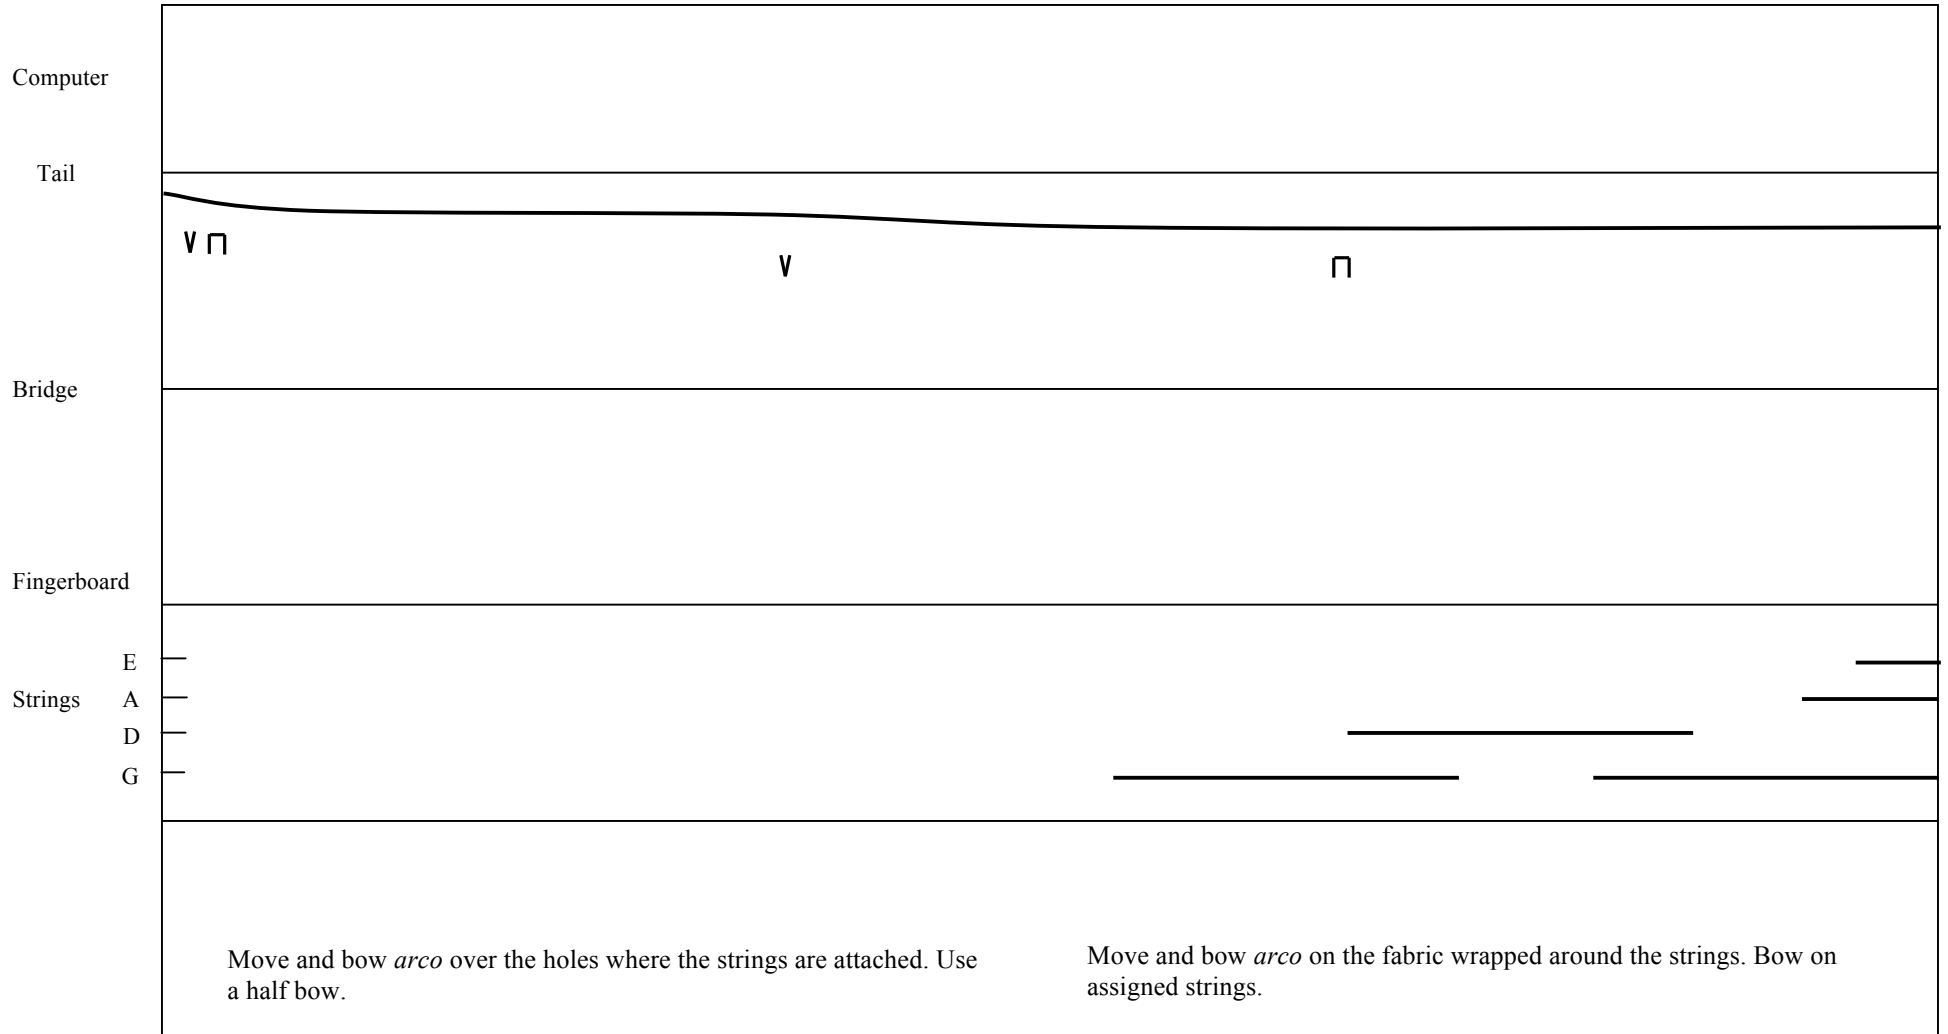 Computer
Tail
Bridge
Fingerboard
E
Strings A
D
G
Move and bow arco over the holes where the strings are attached. Use
a half bow.
Move and bow arco on the fabric wrapped around the strings. Bow on
assigned strings.